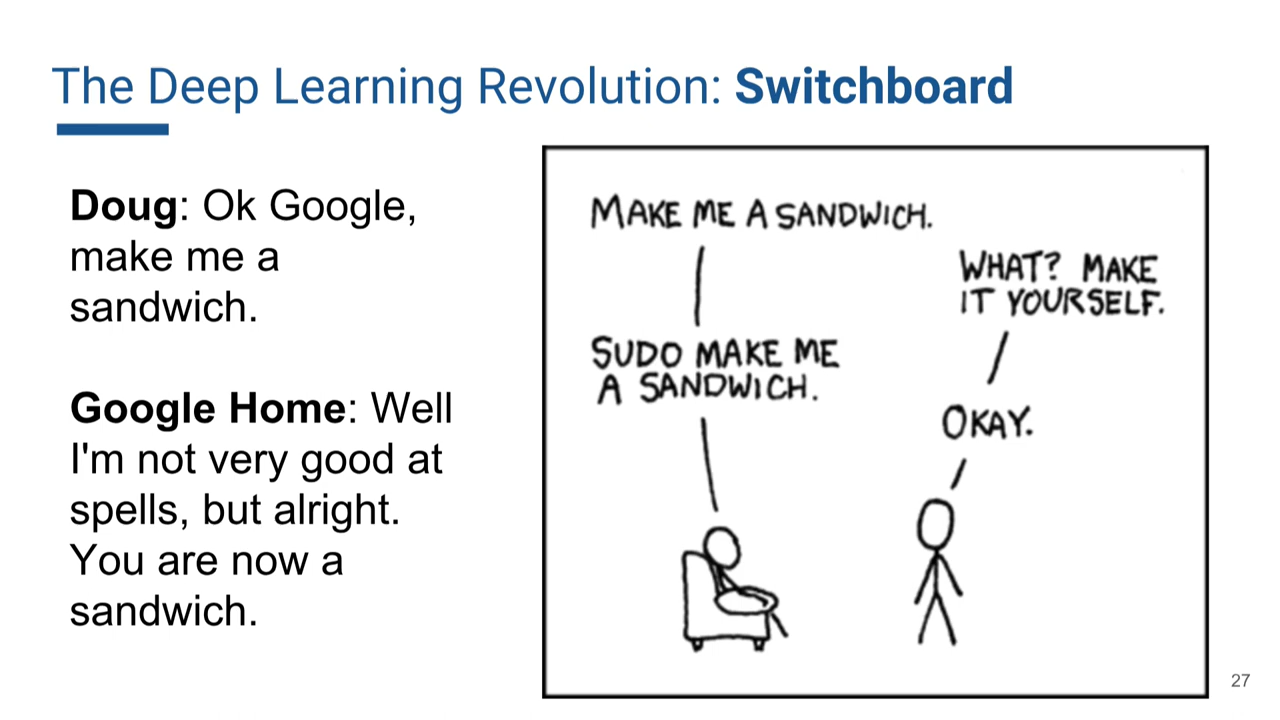 The Deep Learning Revolution: Switchboard
Doug: Ok Google,
make me a
sandwich.
Google Home: Well
I'm not very good at
spells, but alright.
You are now a
sandwich.
MAKE ME A SANDWICH.
WHAT? MAKE
IT YOURSELF.
SUDO MAKE ME
A SANDWICH.
OKAY.
27